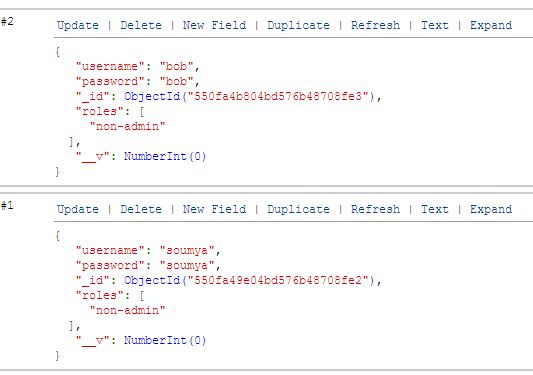 #2
Update | Delete | New Field | Duplicate | Refresh | Text | Expand
{
"username": "bob",
"password": "bob",
"_id": ObjectId("550fa4b804bd576b48708fe3"),
"roles": [
"non-admin"
],
"__v": NumberInt(0)
}
#1
Update | Delete | New Field | Duplicate | Refresh | Text | Expand
{
"username": "soumya",
"password": "soumya",
"_id": ObjectId("550fa49e04bd576b48708fe2"),
"roles": [
"non-admin"
],
"__v": NumberInt(0)
}